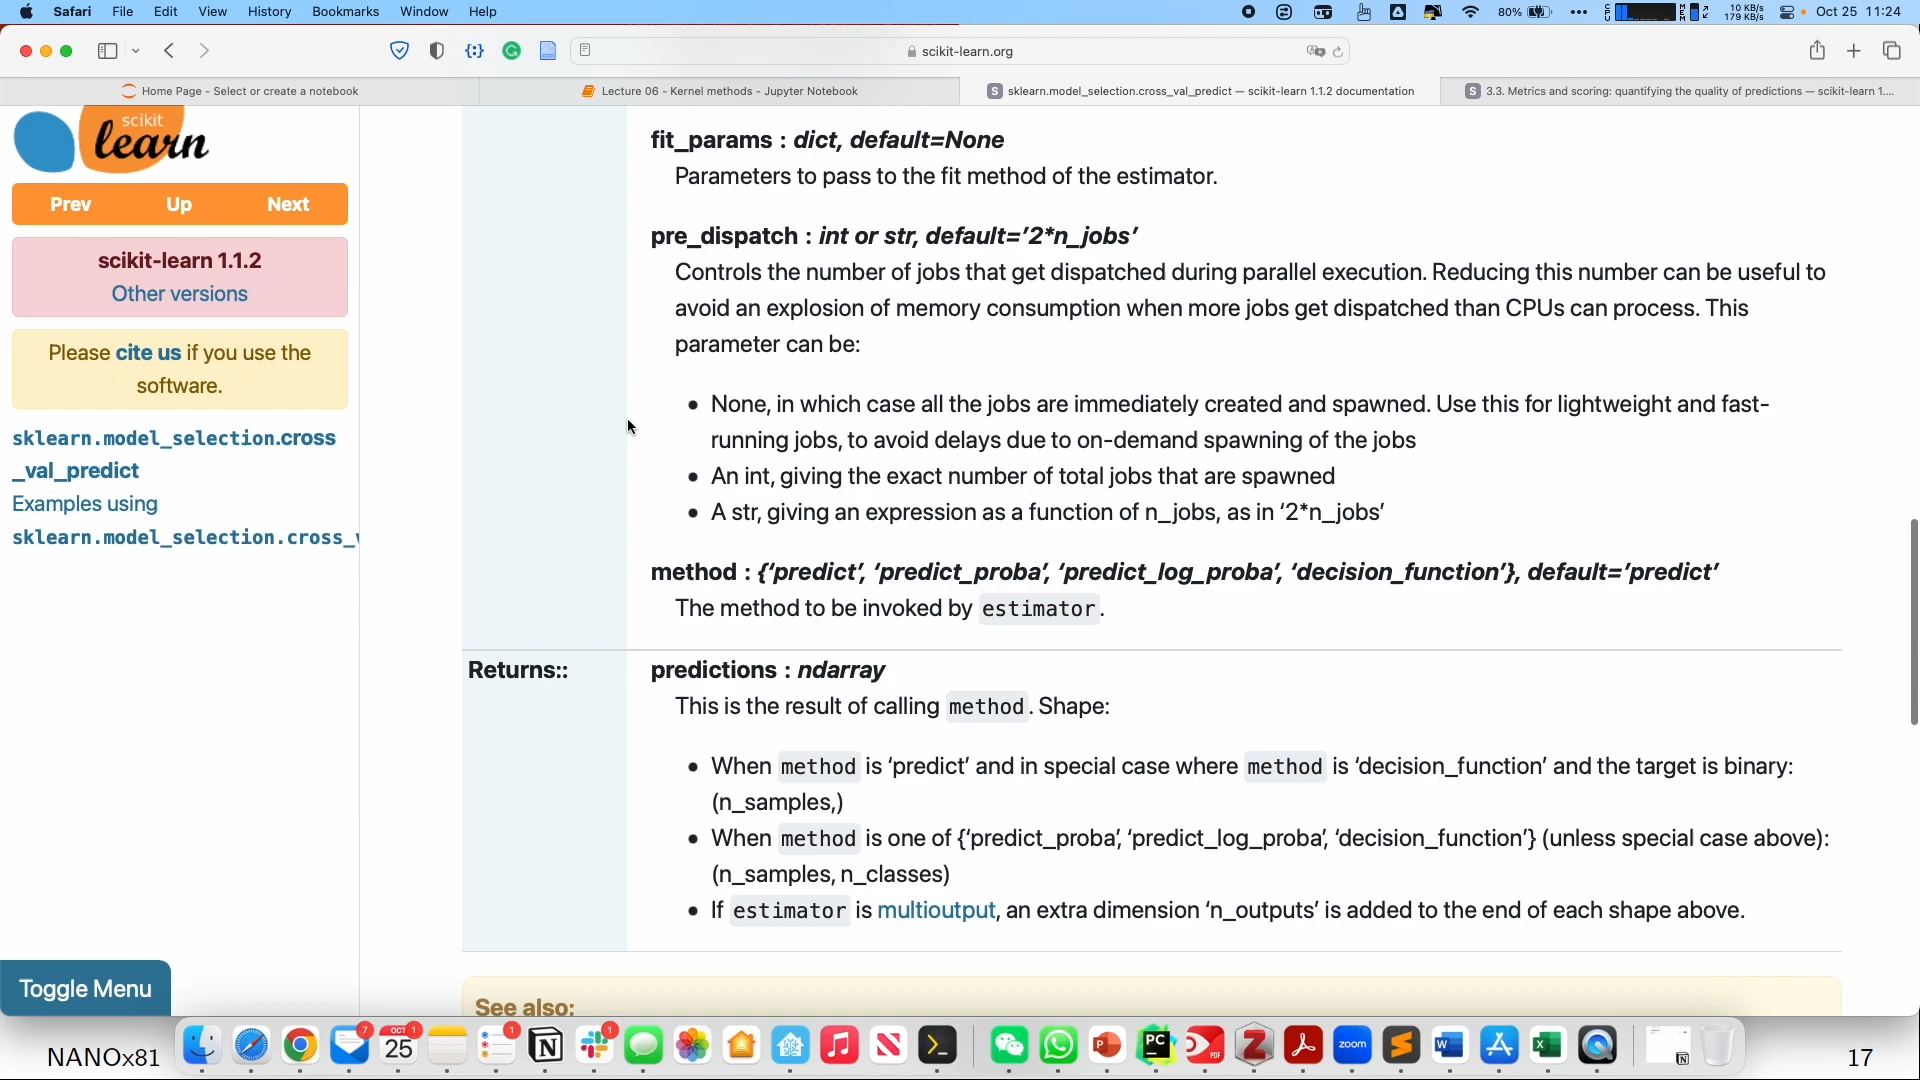 Safari File Edit View History Bookmarks Window Help
80%
10 KB/s
179 KB/s
Oct 25 11:24
scikit-learn.org
Home Page - Select or create a notebook
Lecture 06 - Kernel methods - Jupyter Notebook
sklearn.model_selection.cross_val_predict — scikit-learn 1.1.2 documentation
3.3. Metrics and scoring: quantifying the quality of predictions — scikit-learn 1....
scikit
learn
Prev Up Next
scikit-learn 1.1.2
Other versions
Please cite us if you use the
software.
sklearn.model_selection.cross
_val_predict
Examples using
sklearn.model_selection.cross_v
fit_params : dict, default=None
Parameters to pass to the fit method of the estimator.
pre_dispatch : int or str, default='2*n_jobs'
Controls the number of jobs that get dispatched during parallel execution. Reducing this number can be useful to
avoid an explosion of memory consumption when more jobs get dispatched than CPUs can process. This
parameter can be:
• None, in which case all the jobs are immediately created and spawned. Use this for lightweight and fast-
running jobs, to avoid delays due to on-demand spawning of the jobs
• An int, giving the exact number of total jobs that are spawned
• A str, giving an expression as a function of n_jobs, as in ‘2*n_jobs’
method : {‘predict’, ‘predict_proba’, ‘predict_log_proba’, ‘decision_function’}, default=’predict’
The method to be invoked by estimator.
Returns::
predictions : ndarray
This is the result of calling method. Shape:
• When method is ‘predict’ and in special case where method is ‘decision_function’ and the target is binary:
(n_samples,)
• When method is one of {‘predict_proba’, ‘predict_log_proba’, ‘decision_function’} (unless special case above):
(n_samples, n_classes)
• If estimator is multioutput, an extra dimension ‘n_outputs’ is added to the end of each shape above.
See also:
Toggle Menu
NANOx81
7
OCT 1
25
1
1
PC
PDF
zoom
17